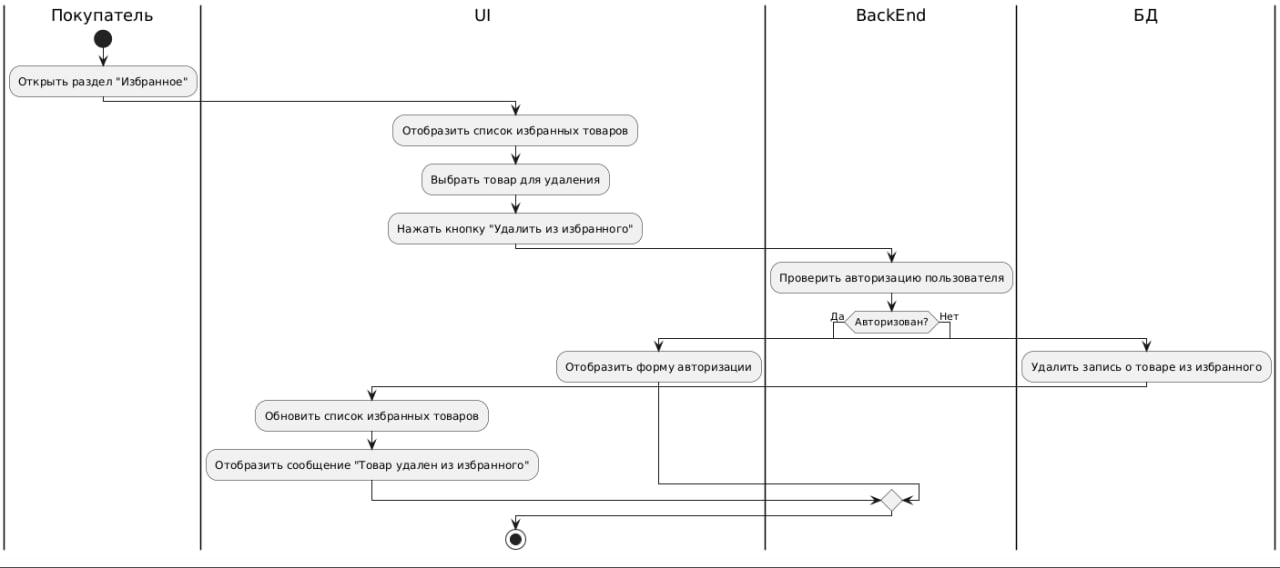 Покупатель
UI
BackEnd
БД
Открыть раздел "Избранное"
Отобразить список избранных товаров
Выбрать товар для удаления
Нажать кнопку "Удалить из избранного"
Проверить авторизацию пользователя
Да
Авторизован?
Нет
Отобразить форму авторизации
Удалить запись о товаре из избранного
Обновить список избранных товаров
Отобразить сообщение "Товар удален из избранного"